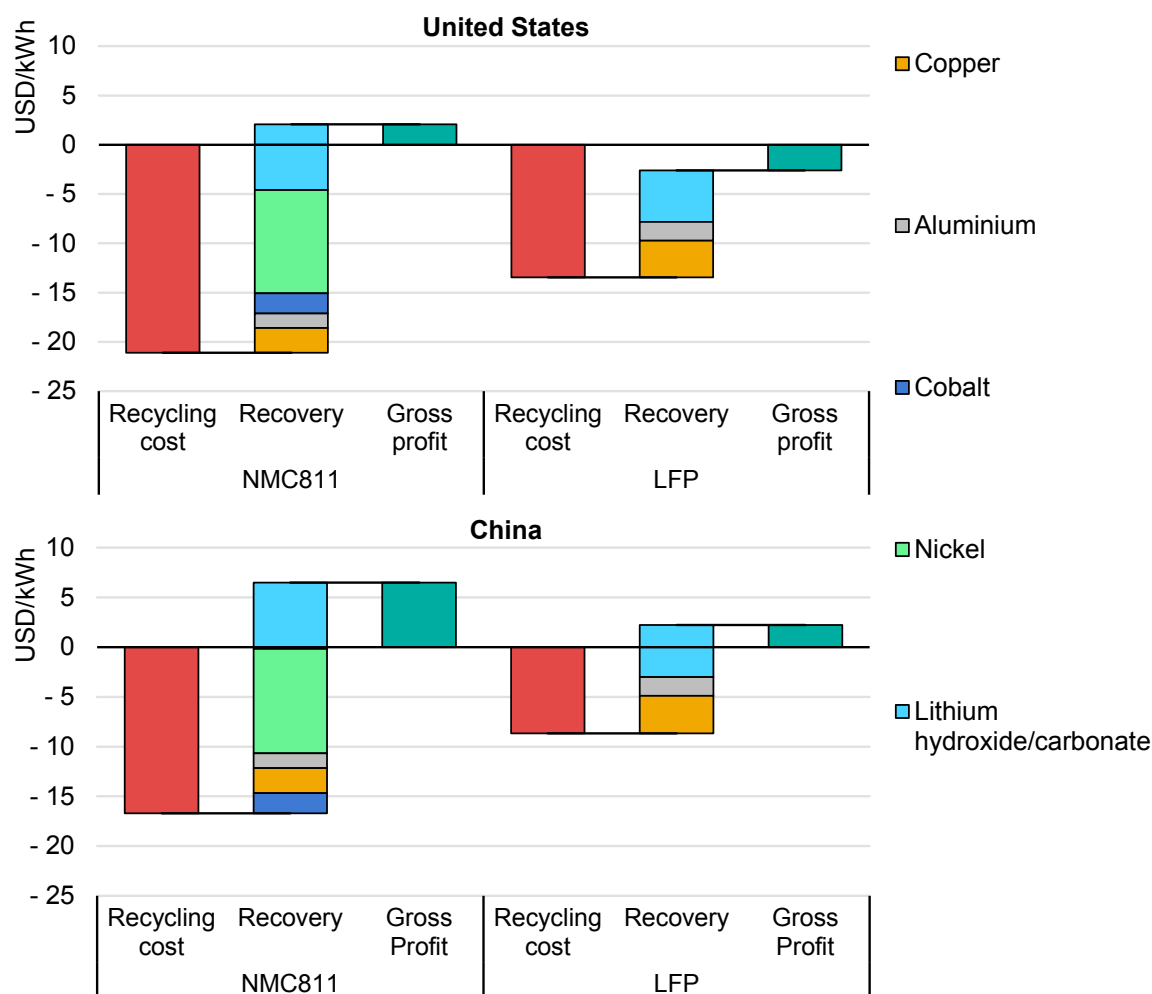 United States
USD/kWh
10
5
0
- 5
- 10
- 15
- 20
- 25
Recycling cost
Recovery
Gross profit
Recycling cost
Recovery
Gross profit
NMC811
LFP
China
USD/kWh
10
5
0
- 5
- 10
- 15
- 20
- 25
Recycling cost
Recovery
Gross Profit
Recycling cost
Recovery
Gross Profit
NMC811
LFP
Copper
Aluminium
Cobalt
Nickel
Lithium
hydroxide/carbonate